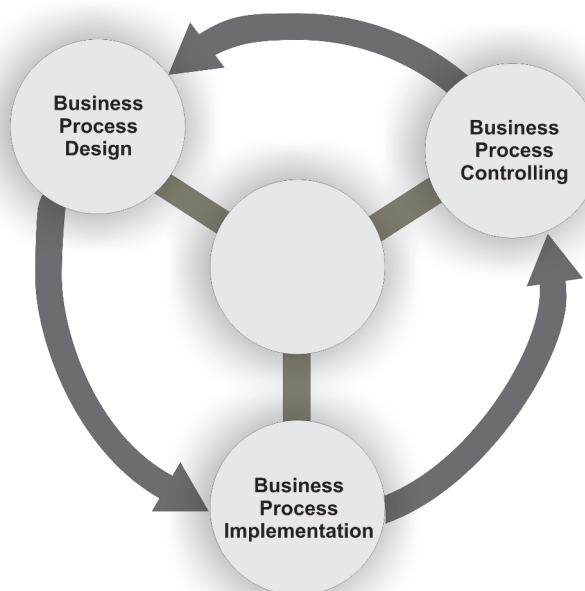 Business
Process
Design
Business
Process
Controlling
Business
Process
Implementation